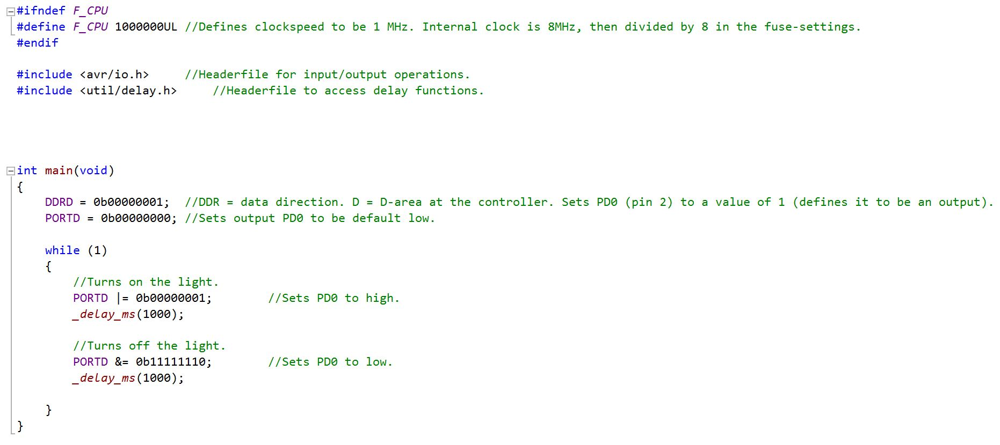 #ifndef F_CPU
#define F_CPU 1000000UL //Defines clockspeed to be 1 MHz. Internal clock is 8MHz, then divided by 8 in the fuse-settings.
#endif
#include <avr/io.h>     //Headerfile for input/output operations.
#include <util/delay.h>     //Headerfile to access delay functions.
int main(void)
{
    DDRD = 0b00000001;  //DDR = data direction. D = D-area at the controller. Sets PD0 (pin 2) to a value of 1 (defines it to be an output).
    PORTD = 0b00000000; //Sets output PD0 to be default low.
    while (1)
    {
        //Turns on the light.
        PORTD |= 0b00000001;        //Sets PD0 to high.
        _delay_ms(1000);
        //Turns off the light.
        PORTD &= 0b11111110;        //Sets PD0 to low.
        _delay_ms(1000);
    }
}